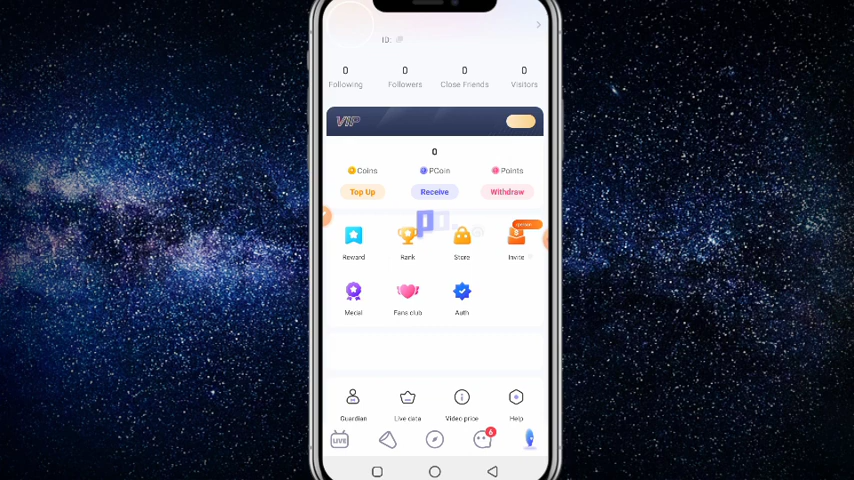 ID:
0 0 0 0
Following Followers Close Friends Visitors
VIP
0
Coins PCoin Points
Top Up Receive Withdraw
Reward Rank Store Invite
Medal Fans club Auth
Guardian Live data Video price Help
LIVE 6